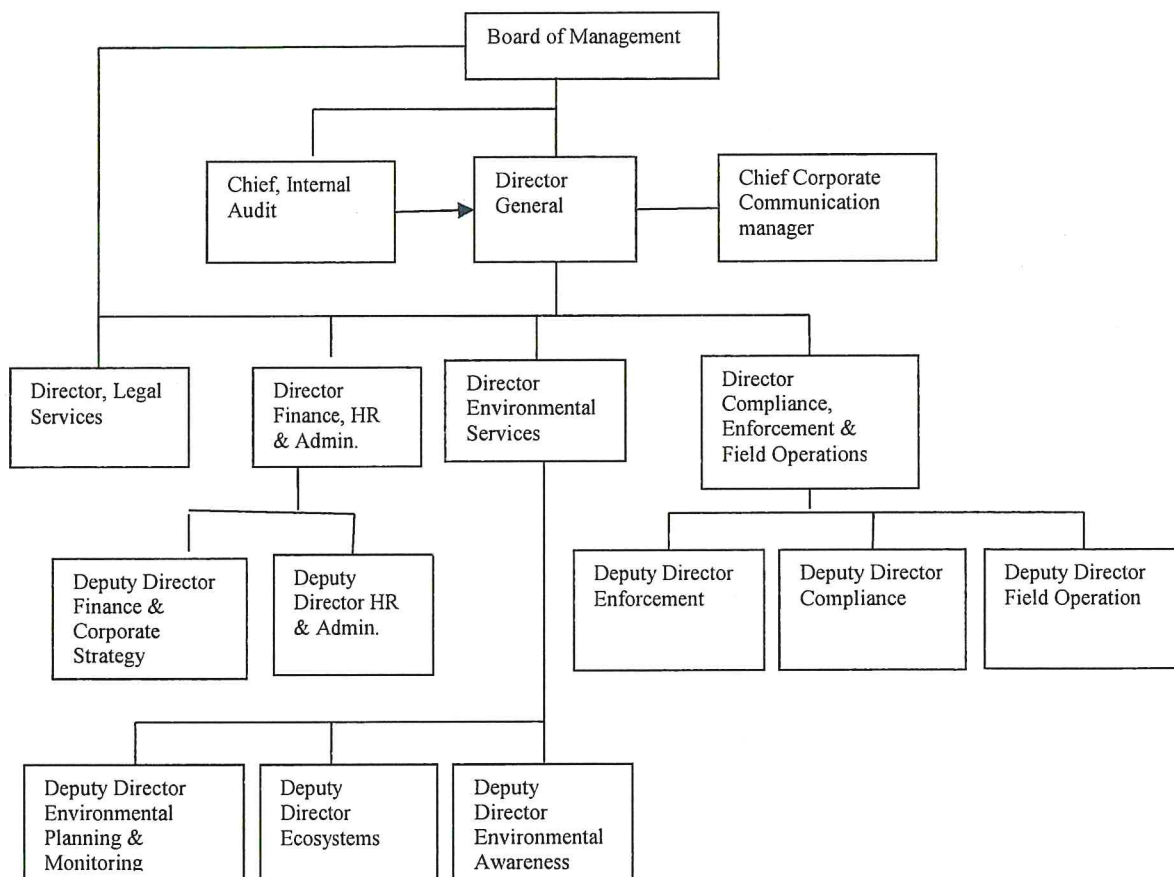 Board of Management
Chief, Internal
Audit
Director
General
Chief Corporate
Communication
manager
Director, Legal
Services
Director
Finance, HR
& Admin.
Director
Environmental
Services
Director
Compliance,
Enforcement &
Field Operations
Deputy Director
Finance &
Corporate
Strategy
Deputy
Director HR
& Admin.
Deputy Director
Enforcement
Deputy Director
Compliance
Deputy Director
Field Operation
Deputy Director
Environmental
Planning &
Monitoring
Deputy
Director
Ecosystems
Deputy
Director
Environmental
Awareness